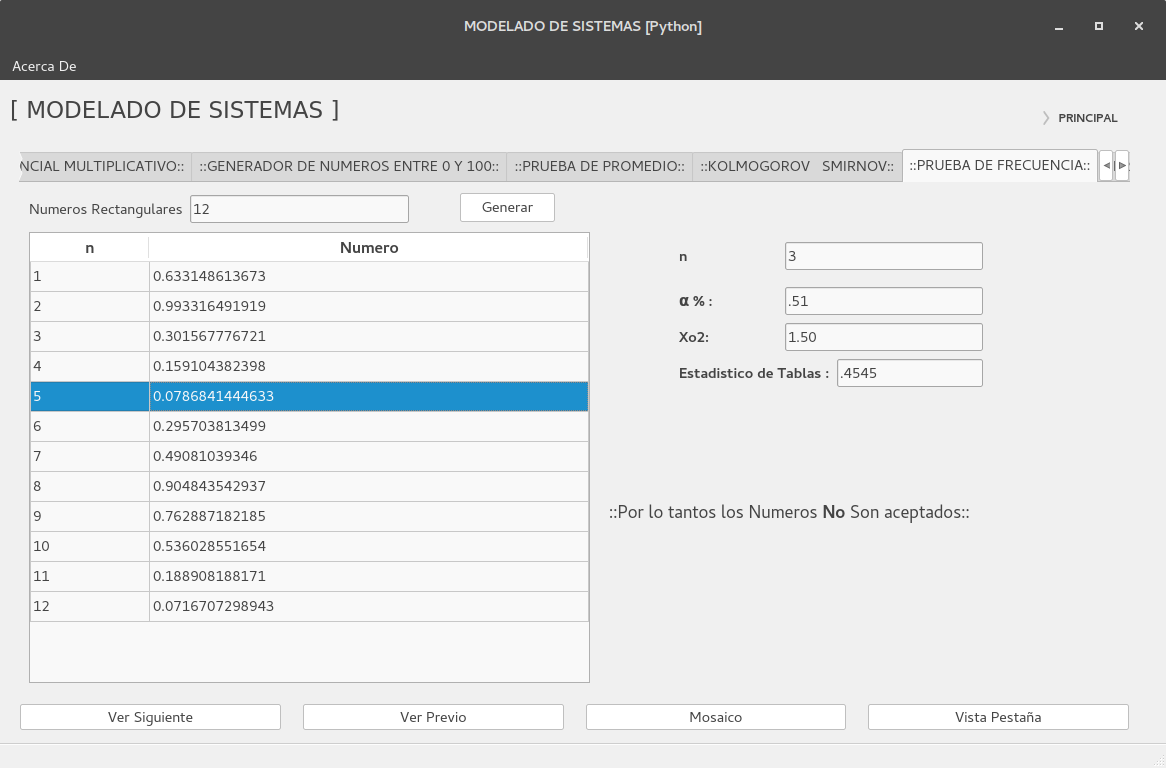 MODELADO DE SISTEMAS [Python]
Acerca De
[ MODELADO DE SISTEMAS ]
PRINCIPAL
NCIAL MULTIPLICATIVO:: ::GENERADOR DE NUMEROS ENTRE 0 Y 100:: ::PRUEBA DE PROMEDIO:: ::KOLMOGOROV SMIRNOV:: ::PRUEBA DE FRECUENCIA::
Numeros Rectangulares 12 Generar
n Numero
1 0.633148613673
2 0.993316491919
3 0.301567776721
4 0.159104382398
5 0.0786841444633
6 0.295703813499
7 0.49081039346
8 0.904843542937
9 0.762887182185
10 0.536028551654
11 0.188908188171
12 0.0716707298943
n 3
α % : .51
Xo2: 1.50
Estadistico de Tablas : .4545
::Por lo tantos los Numeros No Son aceptados::
Ver Siguiente Ver Previo Mosaico Vista Pestaña